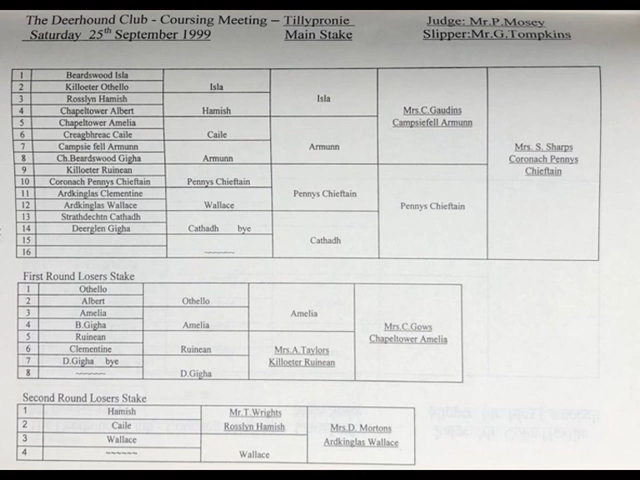 The Deerhound Club - Coursing Meeting – Tillypronie Judge: Mr.P.Mosey
Saturday 25th September 1999 Main Stake Slipper:Mr.G.Tompkins
1 Beardswood Isla
2 Killoeter Othello Isla
3 Rosslyn Hamish Isla
4 Chapeltower Albert Hamish Mrs.C.Gaudins
5 Chapeltower Amelia Campsiefell Armunn
6 Creagbhreac Caile Caile
7 Campsie fell Armunn Armunn Mrs. S. Sharps
8 Ch.Beardswood Gigha Armunn Coronach Pennys
9 Killoeter Ruinean Chieftain
10 Coronach Pennys Chieftain Pennys Chieftain
11 Ardkinglas Clementine Pennys Chieftain
12 Ardkinglas Wallace Wallace Pennys Chieftain
13 Strathdechtn Cathadh
14 Deerglen Gigha Cathadh bye
15 Cathadh
16 ~~~~~
First Round Losers Stake
1 Othello
2 Albert Othello
3 Amelia Amelia
4 B.Gigha Amelia Mrs.C.Gows
5 Ruinean Chapeltower Amelia
6 Clementine Ruinean Mrs.A.Taylors
7 D.Gigha bye Killoeter Ruinean
8 ~~~~~ D.Gigha
Second Round Losers Stake
1 Hamish Mr.T.Wrights
2 Caile Rosslyn Hamish Mrs.D. Mortons
3 Wallace Ardkinglas Wallace
4 ~~~~~ Wallace